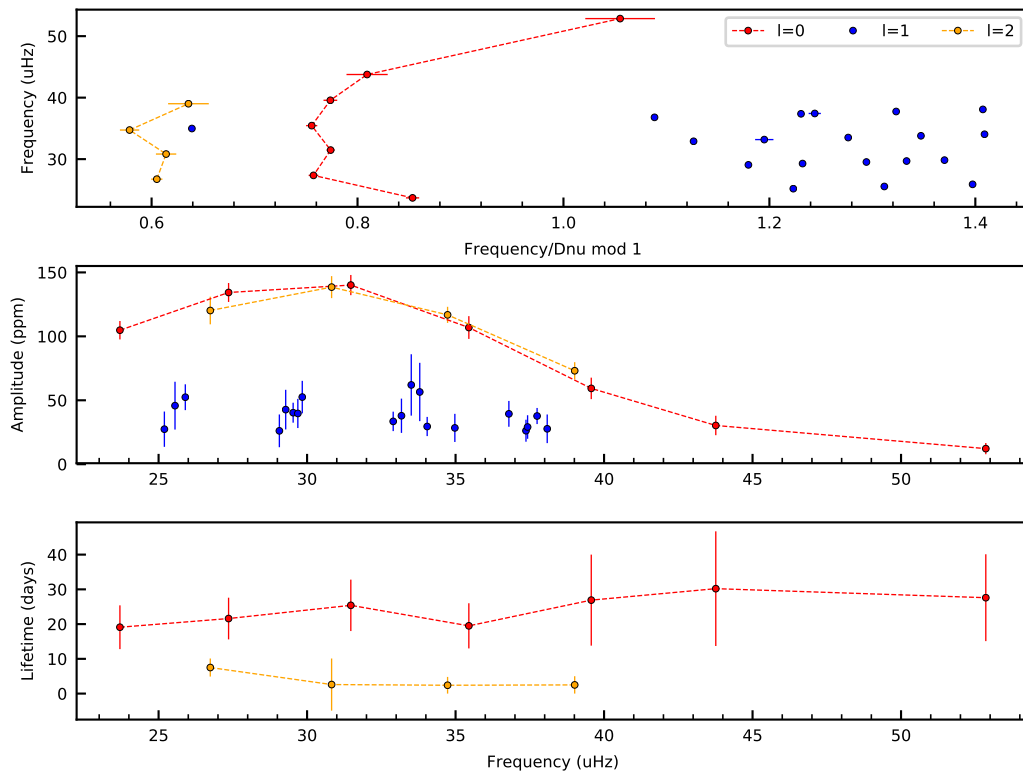 Frequency (uHz)
50
40
30
l=0 l=1 l=2
0.6 0.8 1.0 1.2 1.4
Frequency/Dnu mod 1
Amplitude (ppm)
150
100
50
0
25 30 35 40 45 50
Lifetime (days)
40
30
20
10
0
25 30 35 40 45 50
Frequency (uHz)